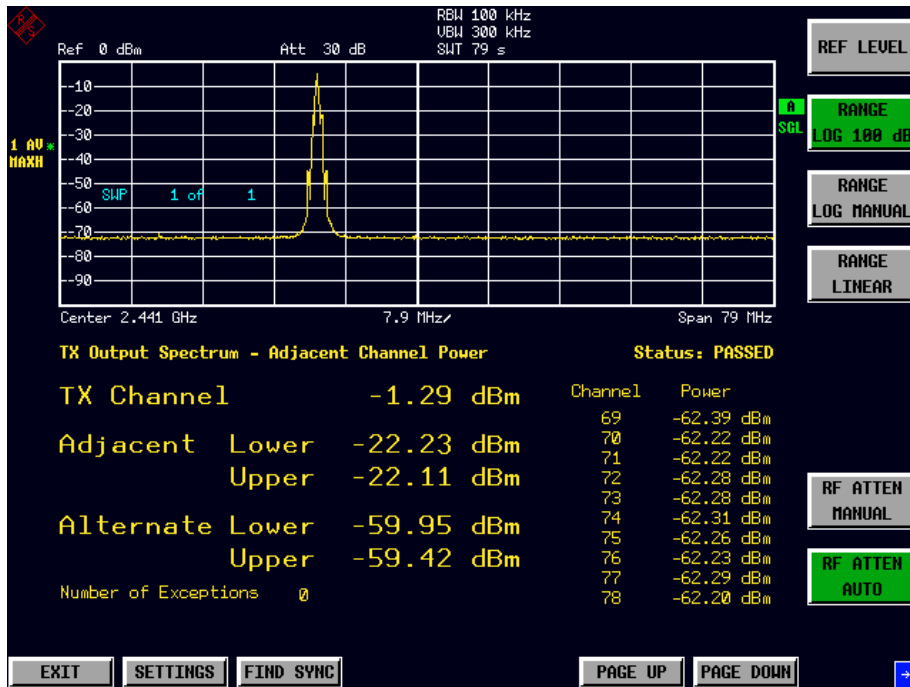 RBW 100 kHz
VBW 300 kHz
Ref 0 dBm Att 30 dB SWT 79 s
REF LEVEL
-10
-20
A
SGL
RANGE
LOG 100 dB
-30
1 AV *
MAXH
-40
-50
SWP 1 of 1
-60
RANGE
LOG MANUAL
-70
-80
-90
RANGE
LINEAR
Center 2.441 GHz 7.9 MHz/ Span 79 MHz
TX Output Spectrum - Adjacent Channel Power Status: PASSED
TX Channel -1.29 dBm
Adjacent Lower -22.23 dBm
Upper -22.11 dBm
Alternate Lower -59.95 dBm
Upper -59.42 dBm
Number of Exceptions 0
Channel Power
69 -62.39 dBm
70 -62.22 dBm
71 -62.22 dBm
72 -62.28 dBm
73 -62.28 dBm
74 -62.31 dBm
75 -62.26 dBm
76 -62.23 dBm
77 -62.29 dBm
78 -62.20 dBm
RF ATTEN
MANUAL
RF ATTEN
AUTO
EXIT SETTINGS FIND SYNC PAGE UP PAGE DOWN